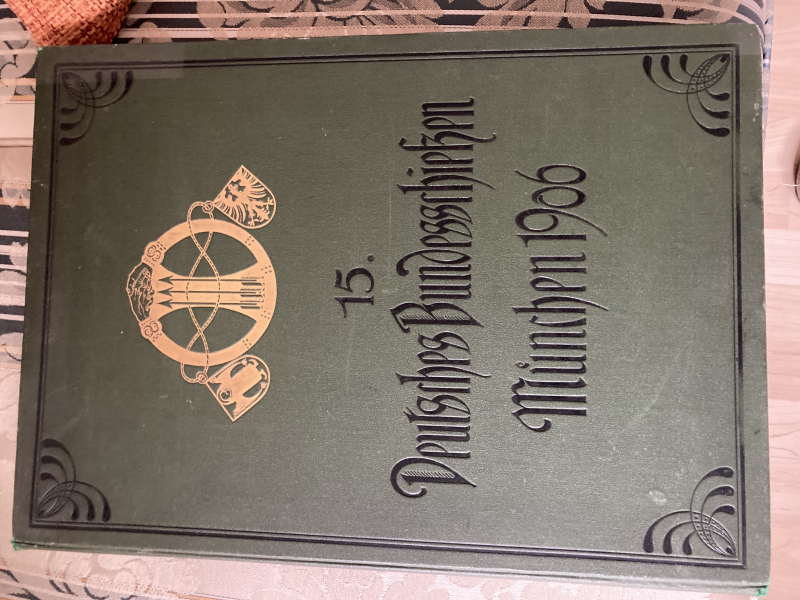 15.
Deutsches Bundesschießen
München 1906